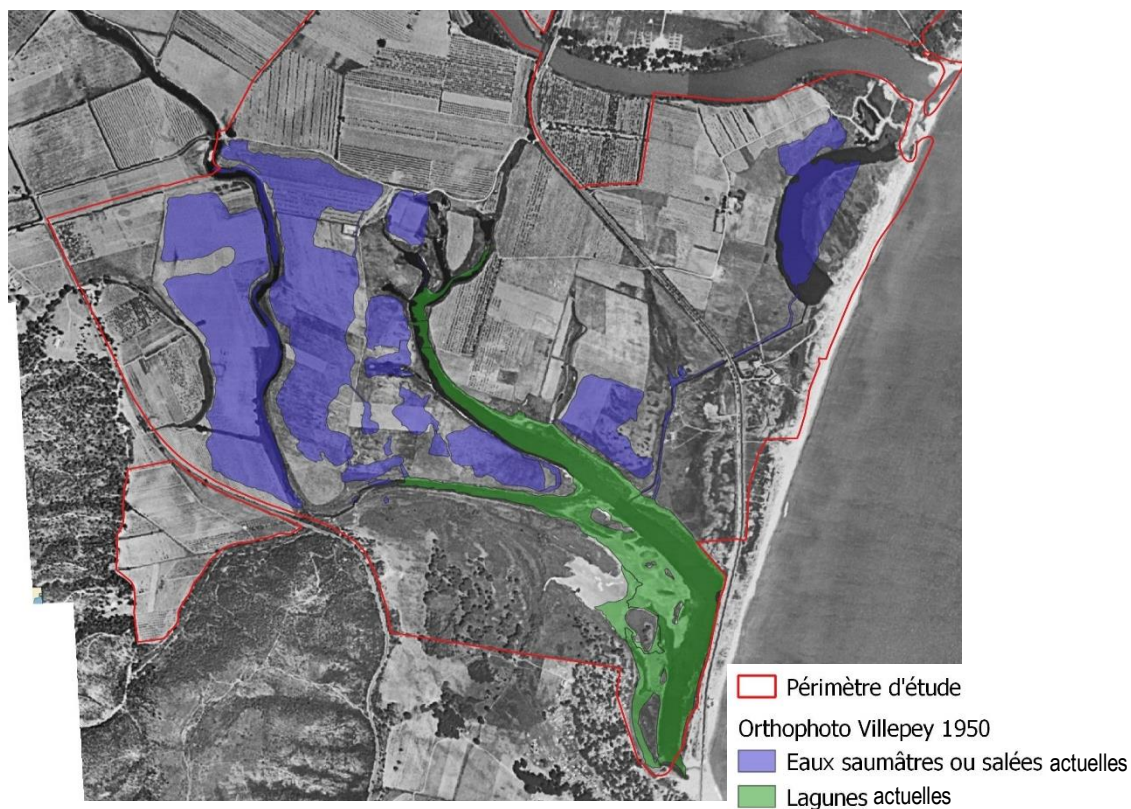 Périmètre d'étude
Orthophoto Villepey 1950
Eaux saumâtres ou salées actuelles
Lagunes actuelles